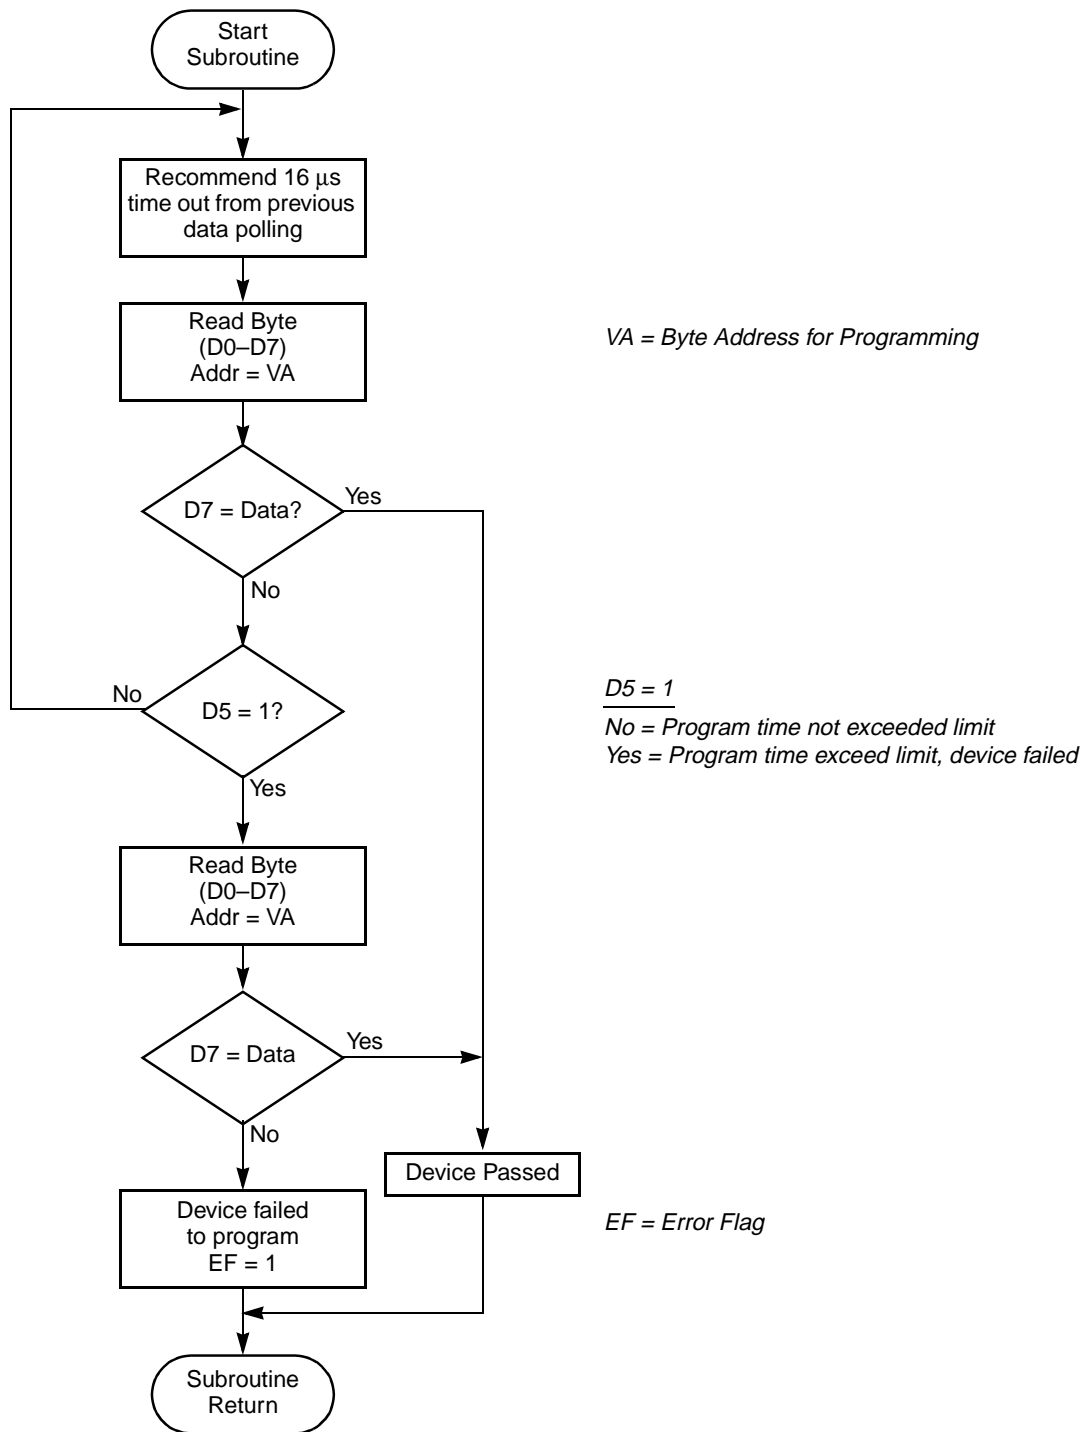 Start
Subroutine
Recommend 16 μs
time out from previous
data polling
Read Byte
(D0–D7)
Addr = VA
VA = Byte Address for Programming
D7 = Data?
Yes
No
D5 = 1?
No
Yes
D5 = 1
No = Program time not exceeded limit
Yes = Program time exceed limit, device failed
Read Byte
(D0–D7)
Addr = VA
D7 = Data
Yes
No
Device Passed
Device failed
to program
EF = 1
EF = Error Flag
Subroutine
Return